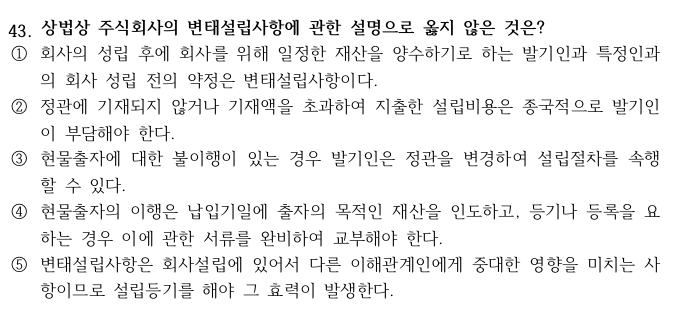 43. 상법상 주식회사의 변태설립사항에 관한 설명으로 옳지 않은 것은?
① 회사의 성립 후에 회사를 위해 일정한 재산을 양수하기로 하는 발기인과 특정인과
의 회사 성립 전의 약정은 변태설립사항이다.
② 정관에 기재되지 않거나 기재액을 초과하여 지출한 설립비용은 종국적으로 발기인
이 부담해야 한다.
③ 현물출자에 대한 불이행이 있는 경우 발기인은 정관을 변경하여 설립절차를 속행
할 수 있다.
④ 현물출자의 이행은 납입기일에 출자의 목적인 재산을 인도하고, 등기나 등록을 요
하는 경우 이에 관한 서류를 완비하여 교부해야 한다.
⑤ 변태설립사항은 회사설립에 있어서 다른 이해관계인에게 중대한 영향을 미치는 사
항이므로 설립등기를 해야 그 효력이 발생한다.